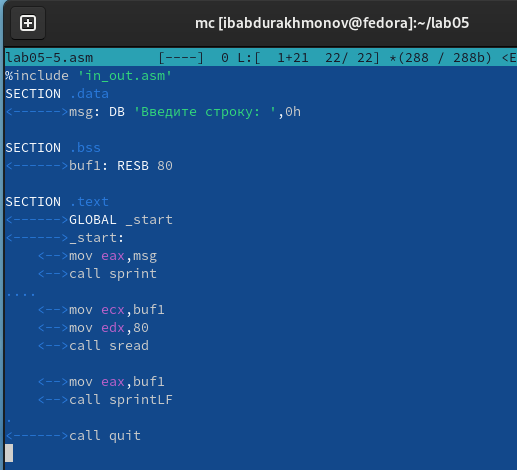 mc [ibabdurakhmonov@fedora]:~/lab05
lab05-5.asm [----] 0 L:[ 1+21 22/ 22] *(288 / 288b) <E
%include 'in_out.asm'
SECTION .data
<------>msg: DB 'Введите строку: ',0h
SECTION .bss
<------>buf1: RESB 80
SECTION .text
<------>GLOBAL _start
<------>_start:
<-->mov eax,msg
<-->call sprint
....
<-->mov ecx,buf1
<-->mov edx,80
<-->call sread
<-->mov eax,buf1
<-->call sprintLF
.
<------>call quit